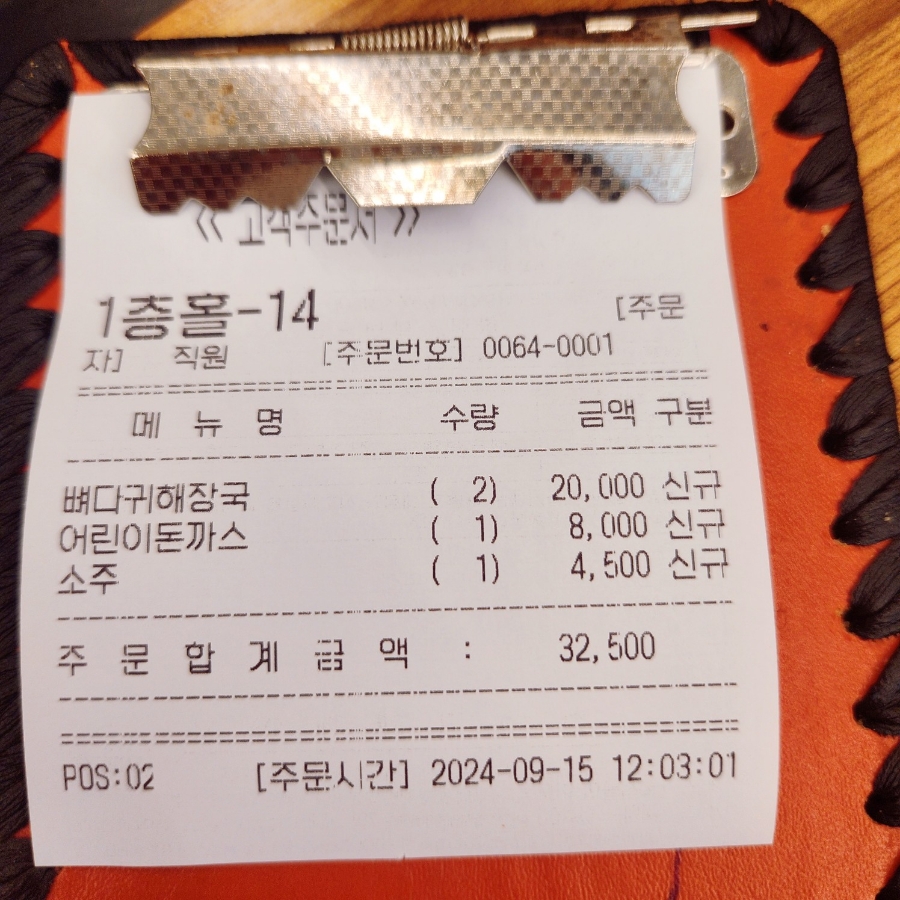 << 고객주문서 >>
1층홀-14 [주문
자] 직원 [주문번호] 0064-0001
메 뉴 명 수량 금액 구분
뼈다귀해장국 ( 2) 20,000 신규
어린이돈까스 ( 1) 8,000 신규
소주 ( 1) 4,500 신규
주 문 합 계 금 액 : 32,500
POS:02 [주문시간] 2024-09-15 12:03:01